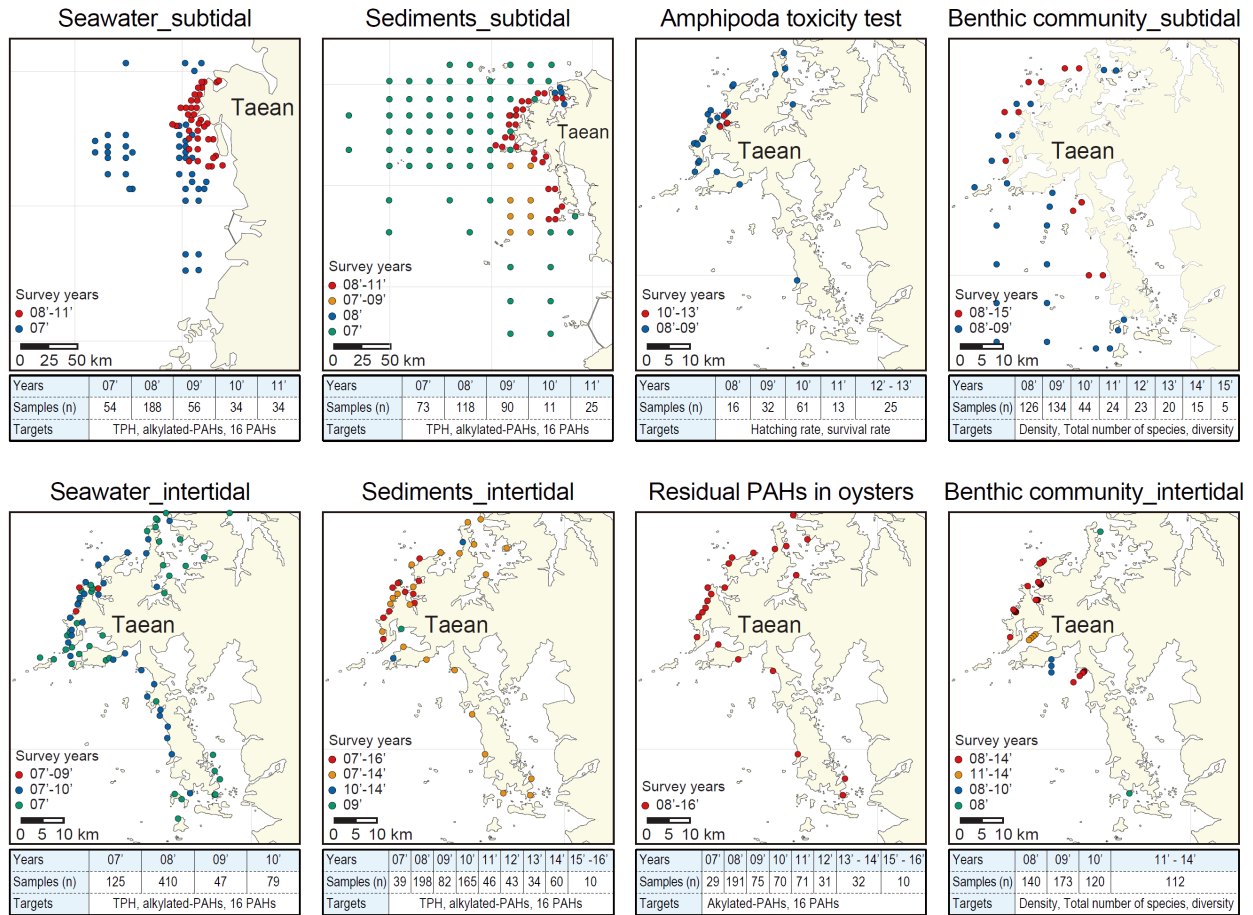 Seawater_subtidal
Taean
Survey years
08'-11'
07'
0 25 50 km
Years 07' 08' 09' 10' 11'
Samples (n) 54 188 56 34 34
Targets TPH, alkylated-PAHs, 16 PAHs
Sediments_subtidal
Taean
Survey years
08'-11'
07'-09'
08'
07'
0 25 50 km
Years 07' 08' 09' 10' 11'
Samples (n) 73 118 90 11 25
Targets TPH, alkylated-PAHs, 16 PAHs
Amphipoda toxicity test
Taean
Survey years
10'-13'
08'-09'
0 5 10 km
Years 08' 09' 10' 11' 12' - 13'
Samples (n) 16 32 61 13 25
Targets Hatching rate, survival rate
Benthic community_subtidal
Taean
Survey years
08'-15'
08'-09'
0 5 10 km
Years 08' 09' 10' 11' 12' 13' 14' 15'
Samples (n) 126 134 44 24 23 20 15 5
Targets Density, Total number of species, diversity
Seawater_intertidal
Taean
Survey years
07'-09'
07'-10'
07'
0 5 10 km
Years 07' 08' 09' 10'
Samples (n) 125 410 47 79
Targets TPH, alkylated-PAHs, 16 PAHs
Sediments_intertidal
Taean
Survey years
07'-16'
07'-14'
10'-14'
09'
0 5 10 km
Years 07' 08' 09' 10' 11' 12' 13' 14' 15' -16'
Samples (n) 39 198 82 165 46 43 34 60 10
Targets TPH, alkylated-PAHs, 16 PAHs
Residual PAHs in oysters
Taean
Survey years
08'-16'
0 5 10 km
Years 07' 08' 09' 10' 11' 12' 13' - 14' 15' - 16'
Samples (n) 29 191 75 70 71 31 32 10
Targets Akylated-PAHs, 16 PAHs
Benthic community_intertidal
Taean
Survey years
08'-14'
11'-14'
08'-10'
08'
0 5 10 km
Years 08' 09' 10' 11' - 14'
Samples (n) 140 173 120 112
Targets Density, Total number of species, diversity